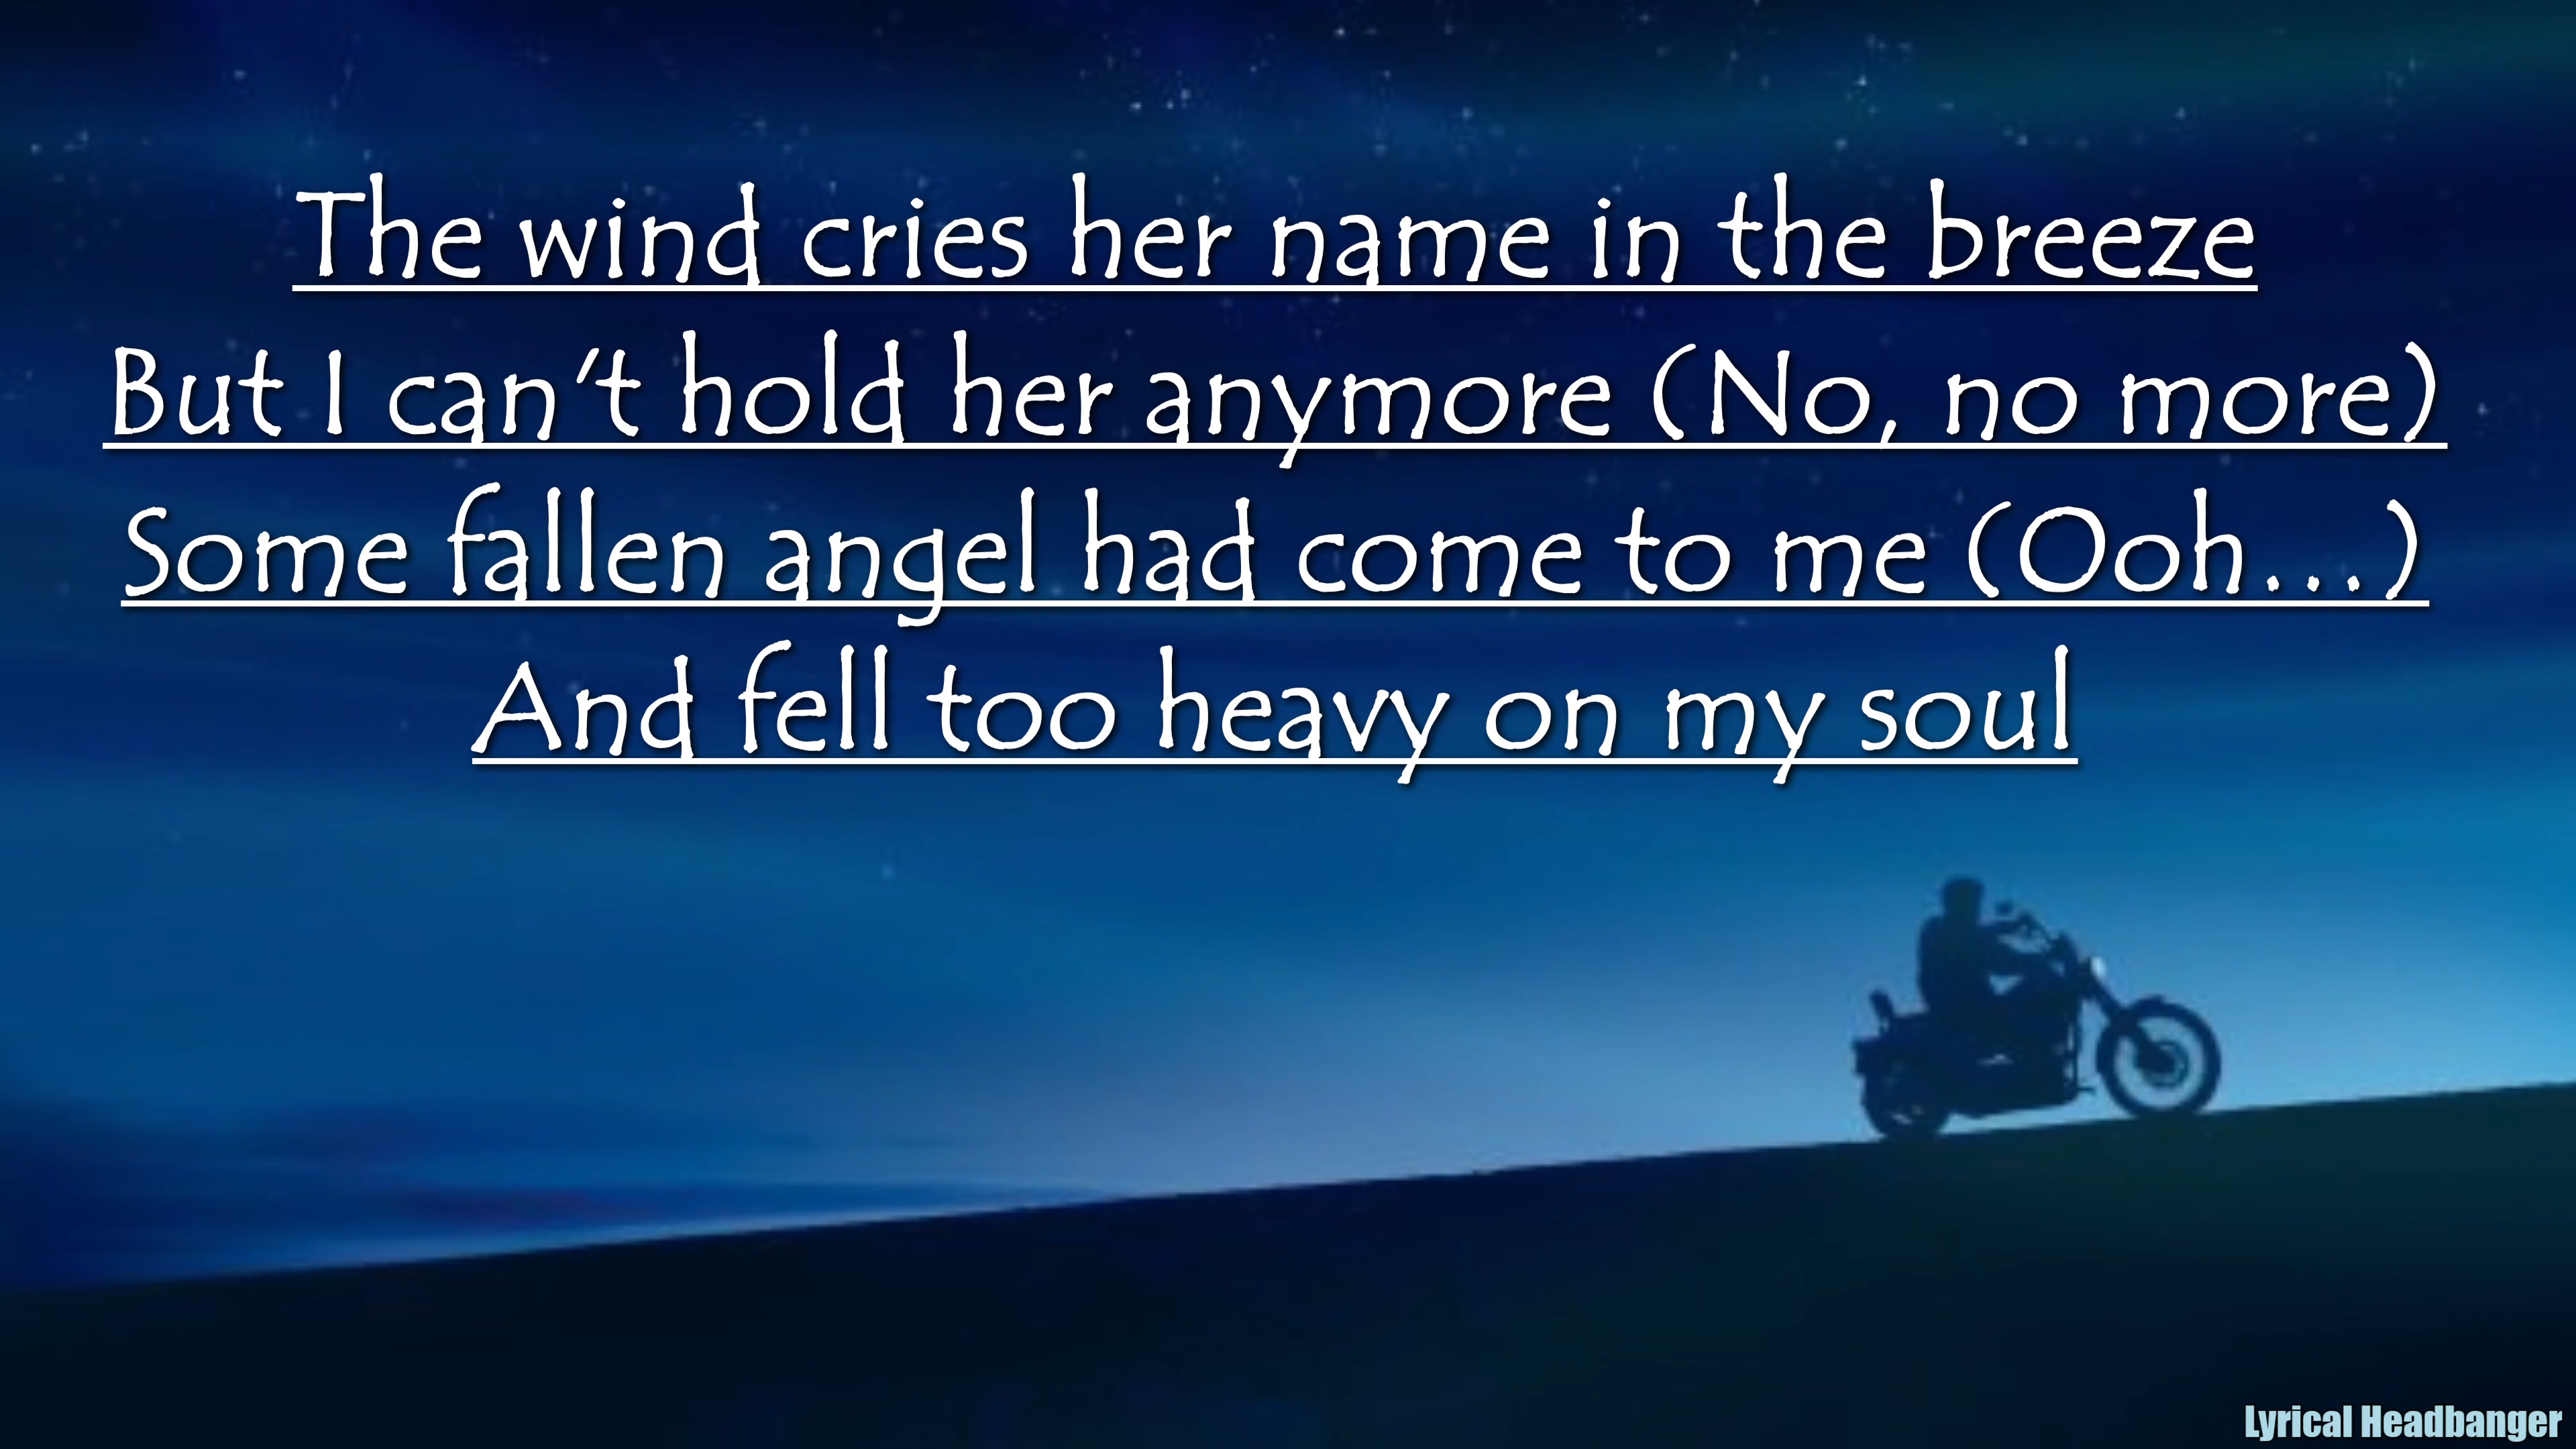 The wind cries her name in the breeze
But I can't hold her anymore (No, no more)
Some fallen angel had come to me (Ooh...)
And fell too heavy on my soul
Lyrical Headbanger